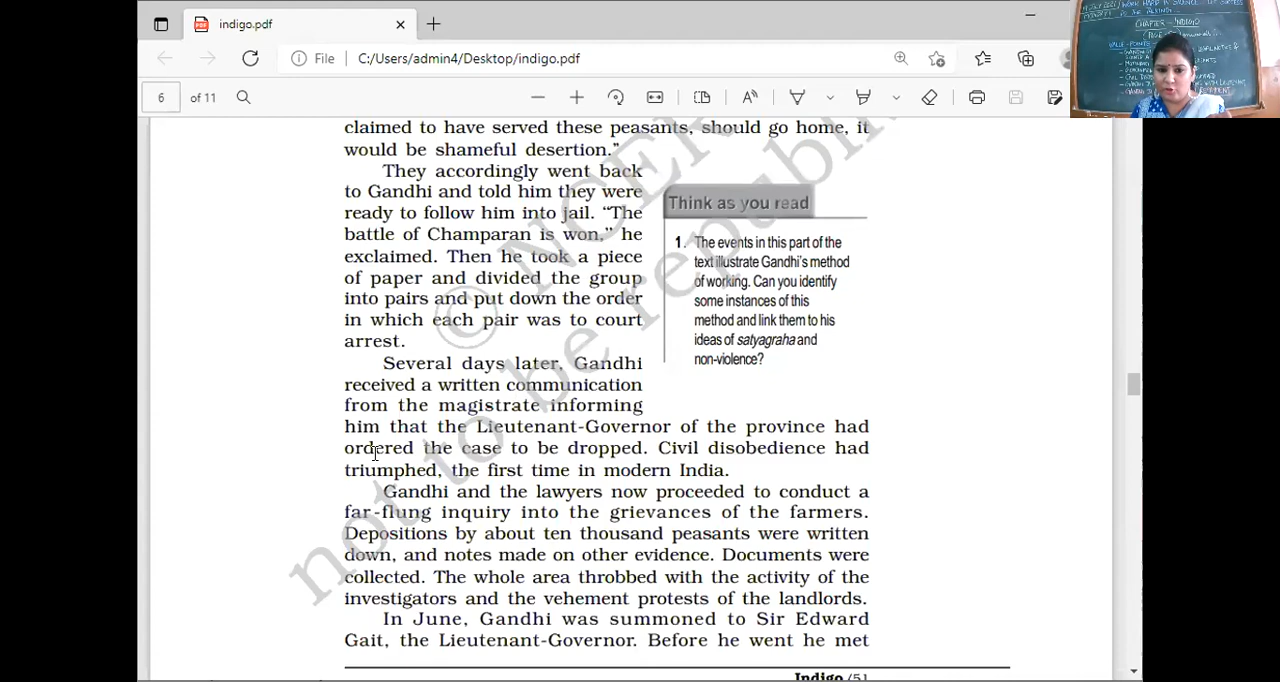 indigo.pdf
File C:/Users/admin4/Desktop/indigo.pdf
6 of 11
claimed to have served these peasants, should go home, it
would be shameful desertion."
They accordingly went back
to Gandhi and told him they were
ready to follow him into jail. “The
battle of Champaran is won,” he
exclaimed. Then he took a piece
of paper and divided the group
into pairs and put down the order
in which each pair was to court
arrest.
Think as you read
1. The events in this part of the
text illustrate Gandhi's method
of working. Can you identify
some instances of this
method and link them to his
ideas of satyagraha and
non-violence?
Several days later, Gandhi
received a written communication
from the magistrate informing
him that the Lieutenant-Governor of the province had
ordered the case to be dropped. Civil disobedience had
triumphed, the first time in modern India.
Gandhi and the lawyers now proceeded to conduct a
far-flung inquiry into the grievances of the farmers.
Depositions by about ten thousand peasants were written
down, and notes made on other evidence. Documents were
collected. The whole area throbbed with the activity of the
investigators and the vehement protests of the landlords.
In June, Gandhi was summoned to Sir Edward
Gait, the Lieutenant-Governor. Before he went he met
Indigo/51
© NCER
not to be republi
CHAPTER - INDIGO